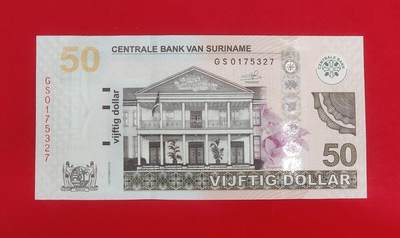 50
CENTRALE BANK VAN SURINAME
GS0175327
GS0175327
vijftig dollar
50
VIJFTIG DOLLAR